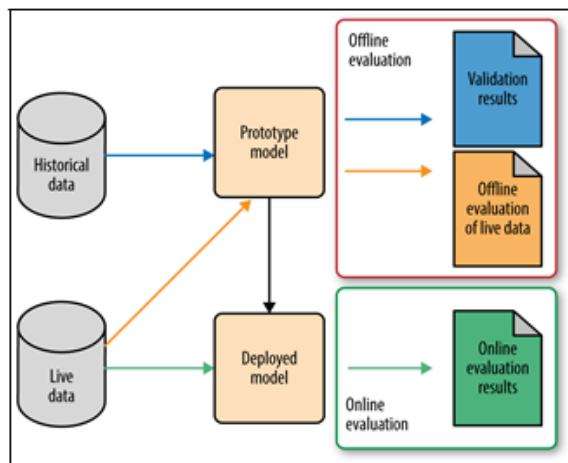 Offline
evaluation
Validation
results
Historical
data
Prototype
model
Offline
evaluation
of live data
Live
data
Deployed
model
Online
evaluation
results
Online
evaluation